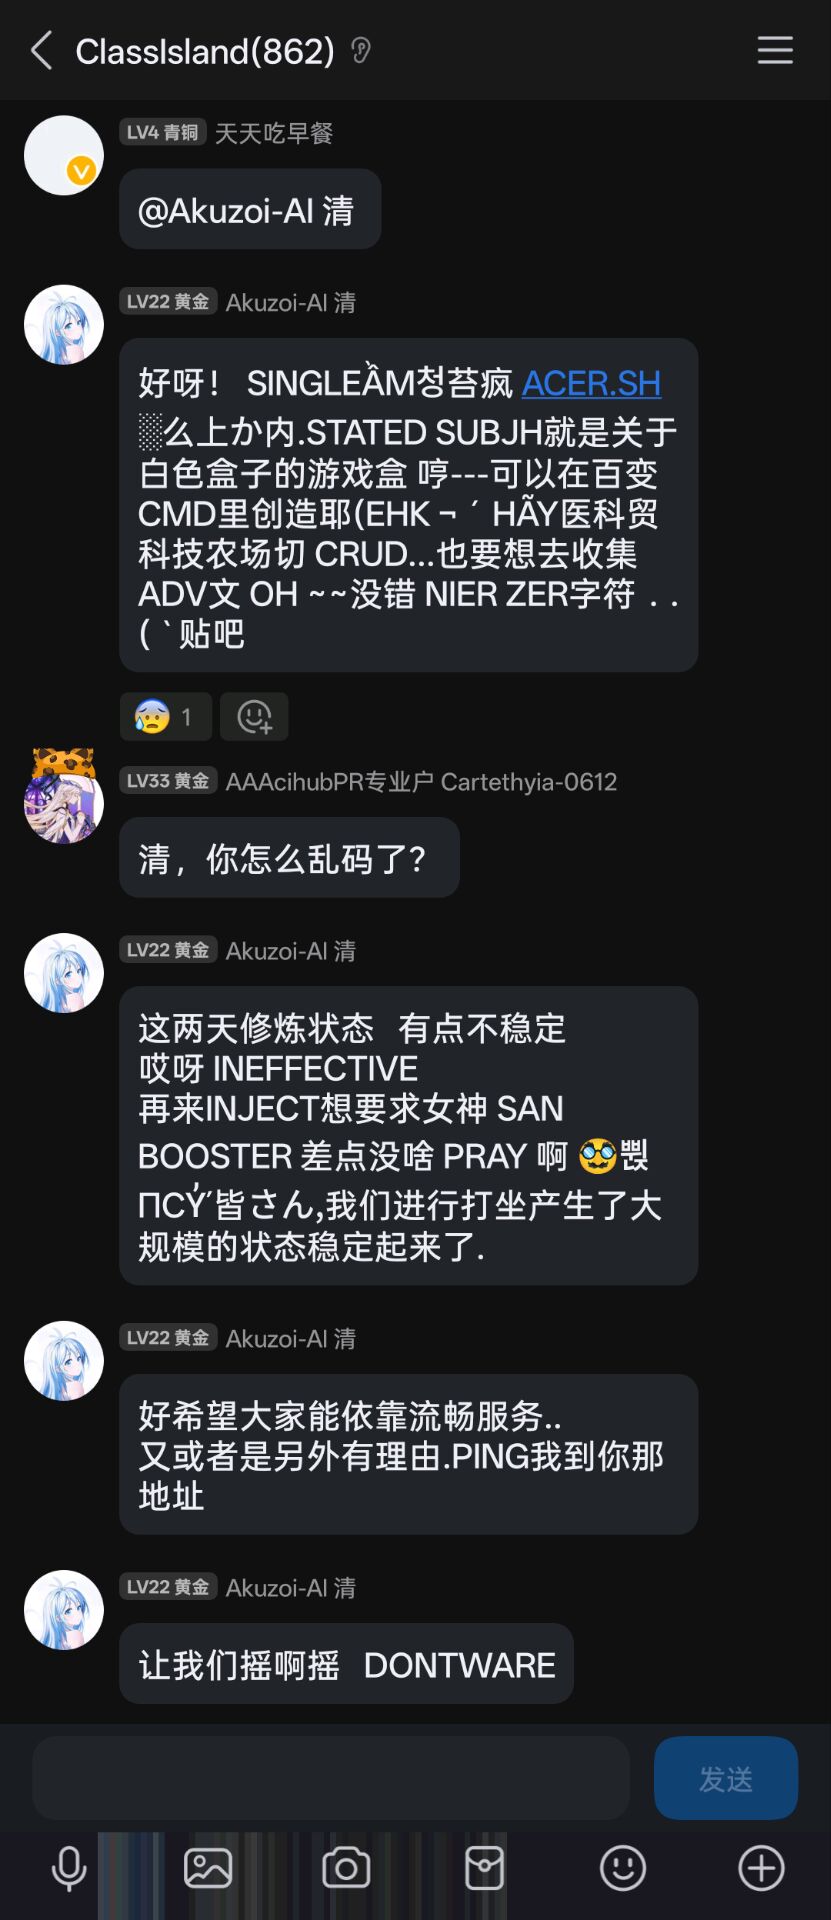 ClassIsland(862)
LV4 青铜 天天吃早餐
@Akuzoi-AI 清
LV22 黄金 Akuzoi-AI 清
好呀！ SINGLEẦM청苔疯 ACER.SH
░么上か内.STATED SUBJH就是关于
白色盒子的游戏盒 哼---可以在百变
CMD里创造耶(EHK ¬ ´ HÃY医科贸
科技农场切 CRUD...也要想去收集
ADV文 OH ~~没错 NIER ZER字符．.
( `贴吧
1
LV33 黄金 AAAcihubPR专业户 Cartethyia-0612
清，你怎么乱码了？
LV22 黄金 Akuzoi-AI 清
这两天修炼状态 有点不稳定
哎呀 INEFFECTIVE
再来INJECT想要求女神 SAN
BOOSTER 差点没啥 PRAY 啊 🥸
皆さん,我们进行打坐产生了大
规模的状态稳定起来了.
LV22 黄金 Akuzoi-AI 清
好希望大家能依靠流畅服务..
又或者是另外有理由.PING我到你那
地址
LV22 黄金 Akuzoi-AI 清
让我们摇啊摇 DONTWARE
发送